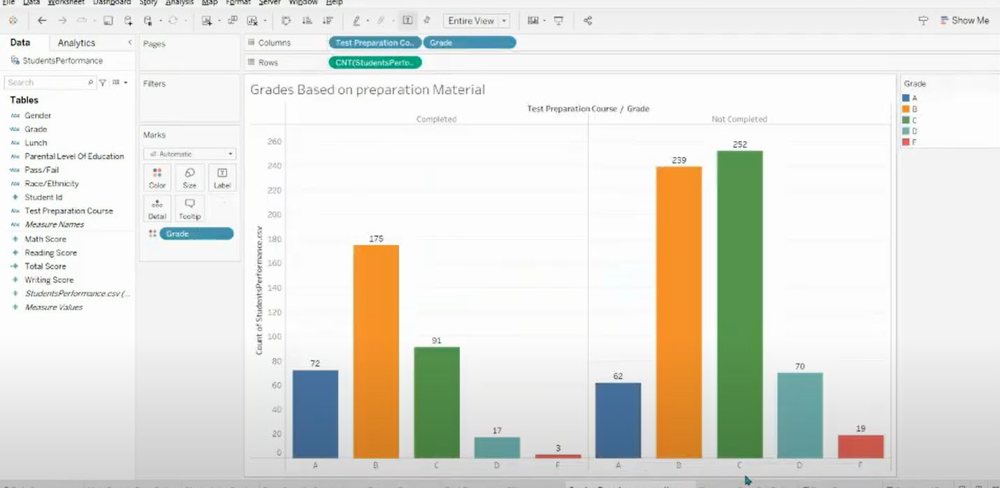 File Data Worksheet Dashboard Story Analysis Map Format Server Window Help
Entire View
Show Me
Data Analytics
StudentsPerformance
Search
Tables
Gender
Grade
Lunch
Parental Level Of Education
Pass/Fail
Race/Ethnicity
Student Id
Test Preparation Course
Measure Names
Math Score
Reading Score
Total Score
Writing Score
StudentsPerformance.csv (...
Measure Values
Pages
Filters
Marks
Automatic
Color Size Label
Detail Tooltip
Grade
Columns Test Preparation Co.. Grade
Rows CNT(StudentsPerfo..
Grades Based on preparation Material
Test Preparation Course / Grade
Completed Not Completed
Count of StudentsPerformance.csv
260
240
220
200
180
160
140
120
100
80
60
40
20
0
72 175 91 17 3 62 239 252 70 19
A B C D F A B C D F
Grade
A
B
C
D
F